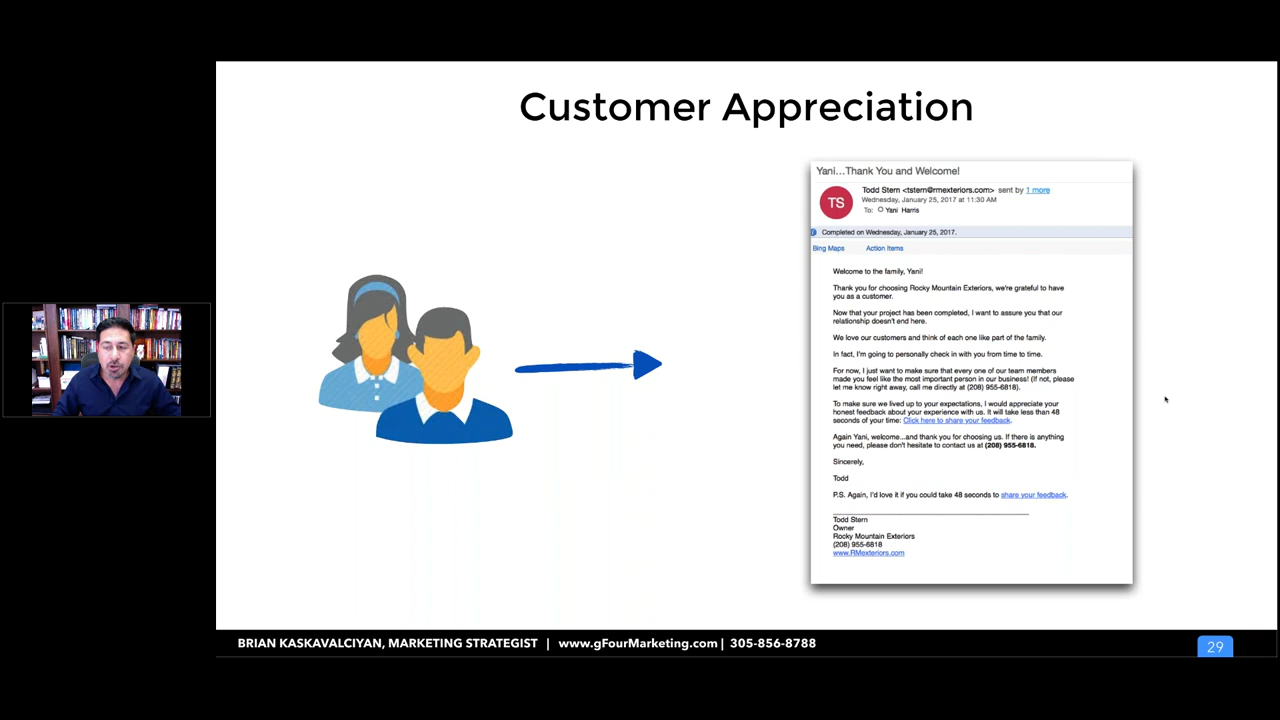 Customer Appreciation
Yani...Thank You and Welcome!
TS
Todd Stern <tstern@rmexteriors.com> sent by 1 more
Wednesday, January 25, 2017 at 11:30 AM
To: Yani Harris
Completed on Wednesday, January 25, 2017.
Bing Maps Action Items
Welcome to the family, Yani!
Thank you for choosing Rocky Mountain Exteriors, we're grateful to have
you as a customer.
Now that your project has been completed, I want to assure you that our
relationship doesn't end here.
We love our customers and think of each one like part of the family.
In fact, I'm going to personally check in with you from time to time.
For now, I just want to make sure that every one of our team members
made you feel like the most important person in our business! (If not, please
let me know right away, call me directly at (208) 955-6818).
To make sure we lived up to your expectations, I would appreciate your
honest feedback about your experience with us. It will take less than 48
seconds of your time: Click here to share your feedback.
Again Yani, welcome...and thank you for choosing us. If there is anything
you need, please don't hesitate to contact us at (208) 955-6818.
Sincerely,
Todd
P.S. Again, I'd love it if you could take 48 seconds to share your feedback.
Todd Stern
Owner
Rocky Mountain Exteriors
(208) 955-6818
www.RMexteriors.com
BRIAN KASKAVALCIYAN, MARKETING STRATEGIST | www.gFourMarketing.com | 305-856-8788
29